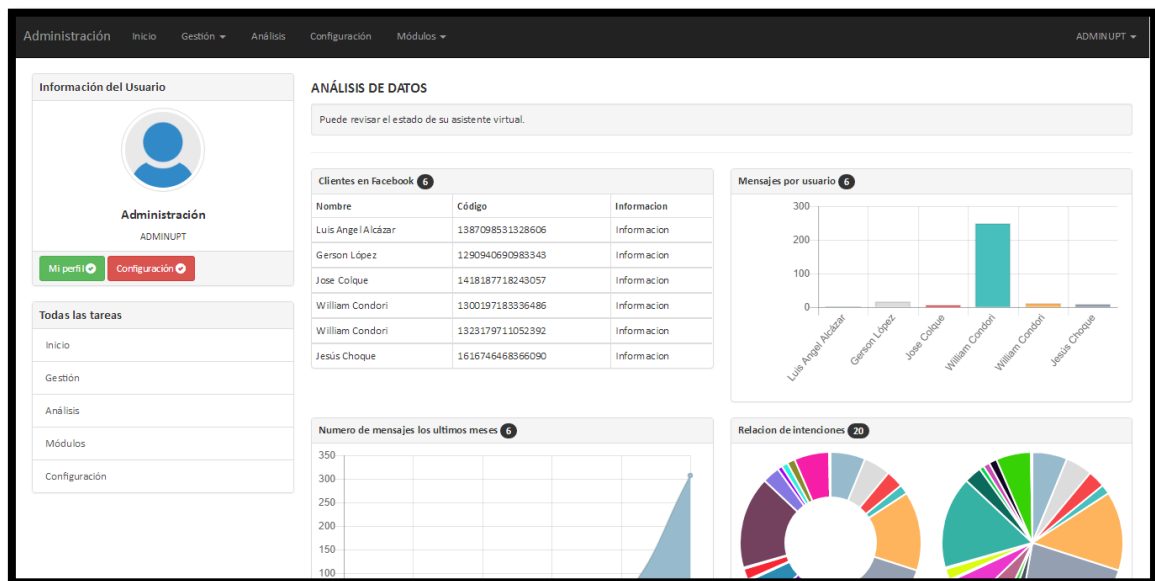 Administración Inicio Gestión Análisis Configuración Módulos ADMINUPT
Información del Usuario
Administración
ADMINUPT
Mi perfil Configuración
Todas las tareas
Inicio
Gestión
Análisis
Módulos
Configuración
ANÁLISIS DE DATOS
Puede revisar el estado de su asistente virtual.
Clientes en Facebook 6
Nombre Código Informacion
Luis Angel Alcázar 1387098531328606 Informacion
Gerson López 1290940690983343 Informacion
Jose Colque 1418187718243057 Informacion
William Condori 1300197183336486 Informacion
William Condori 1323179711052392 Informacion
Jesús Choque 1616746468366090 Informacion
Mensajes por usuario 6
300
200
100
0
Luis Angel Alcázar Gerson López Jose Colque William Condori William Condori Jesús Choque
Numero de mensajes los ultimos meses 6
350
300
250
200
150
100
Relacion de intenciones 20